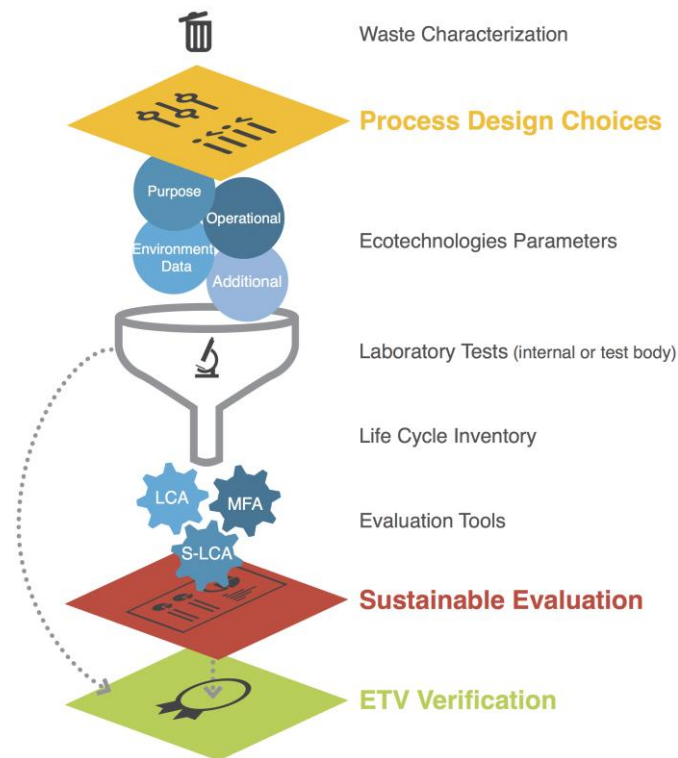 Waste Characterization
Process Design Choices
Purpose
Operational
Environment
Data
Additional
Ecotechnologies Parameters
Laboratory Tests (internal or test body)
Life Cycle Inventory
LCA
MFA
S-LCA
Evaluation Tools
Sustainable Evaluation
ETV Verification